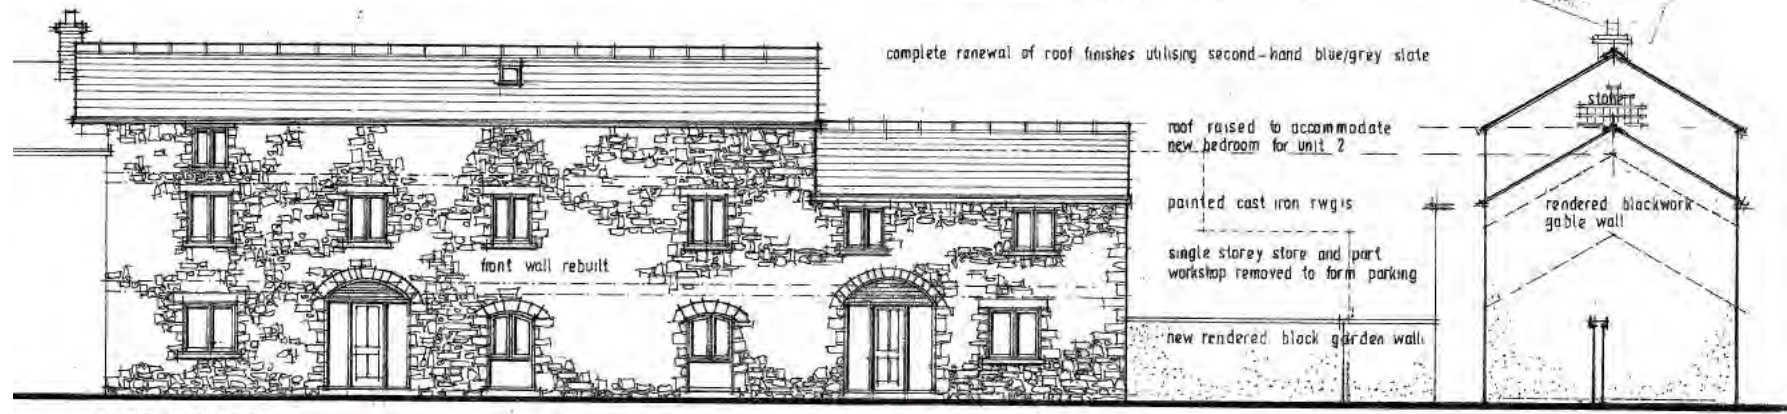 complete renewal of roof finishes utilising second-hand blue/grey slate
roof raised to accommodate
new bedroom for unit 2
painted cast iron rwgs
single storey store and part
workshop removed to form parking
new rendered block garden wall
front wall rebuilt
stone
rendered blockwork
gable wall